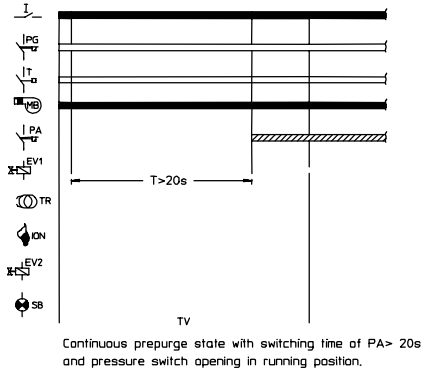 I
PG
T
MB
PA
EV1
T>20s
TR
ION
EV2
SB
TV
Continuous prepurge state with switching time of PA> 20s
and pressure switch opening in running position.